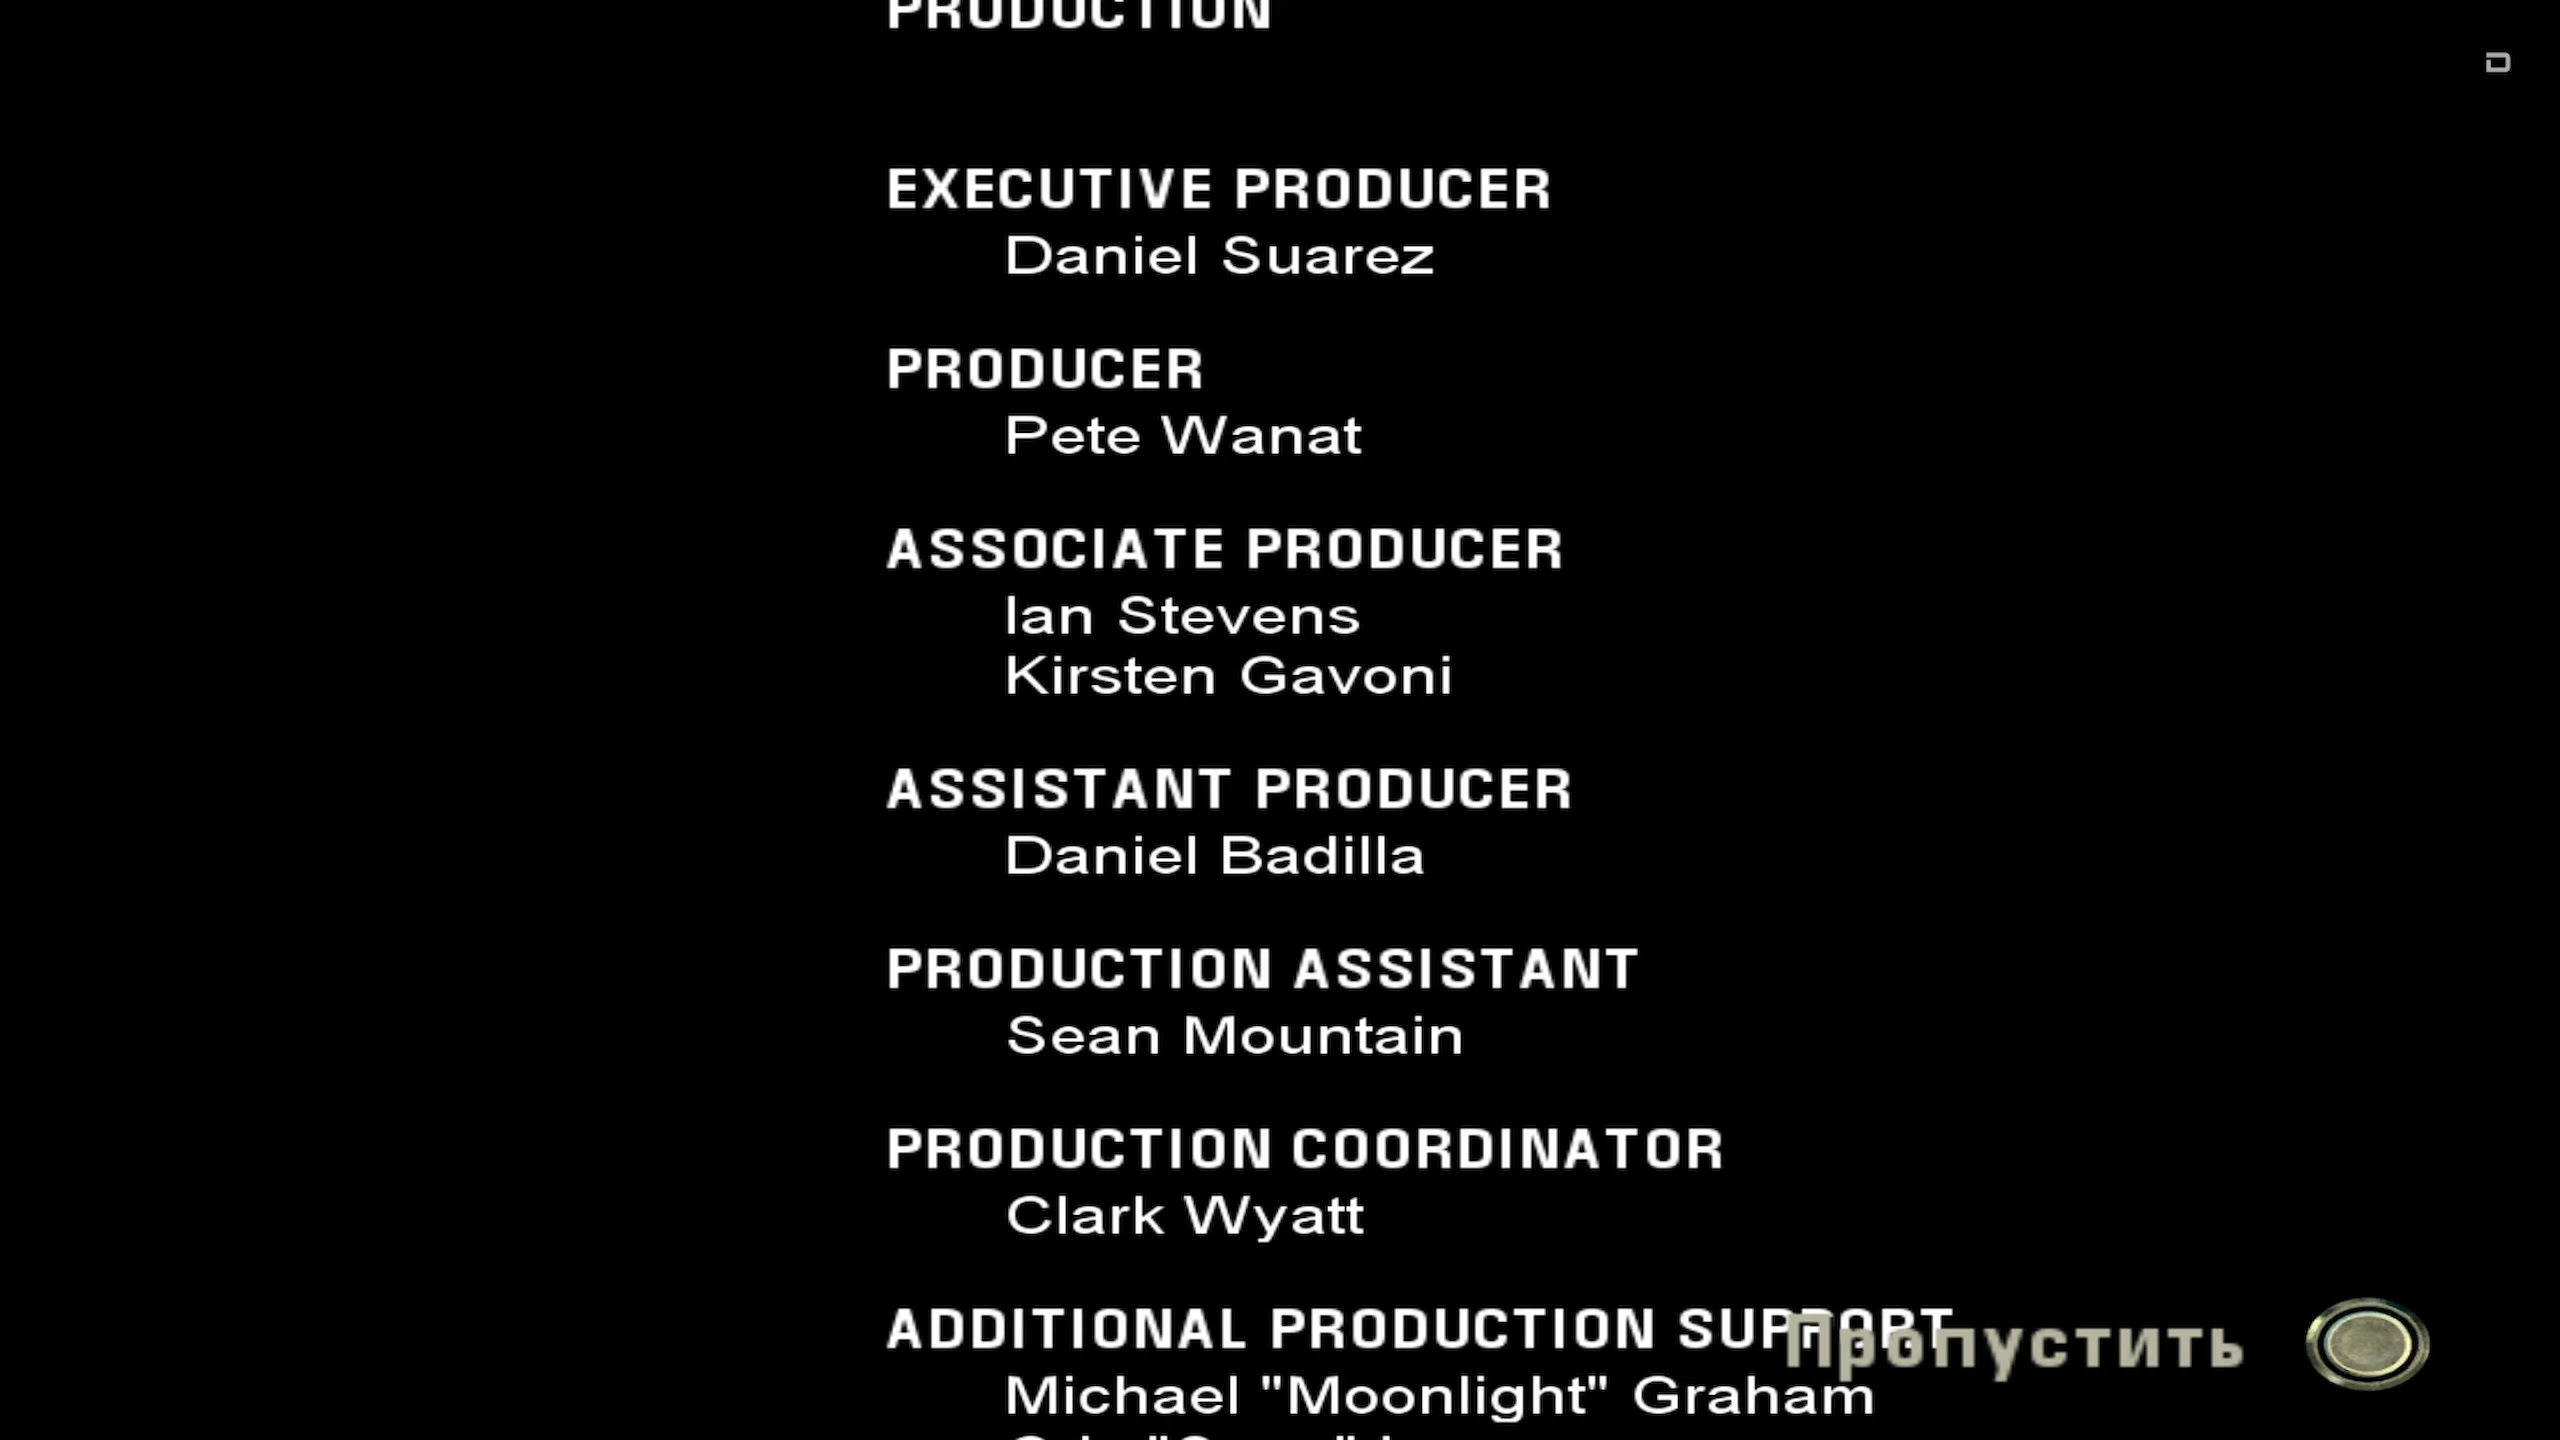 PRODUCTION
EXECUTIVE PRODUCER
Daniel Suarez
PRODUCER
Pete Wanat
ASSOCIATE PRODUCER
Ian Stevens
Kirsten Gavoni
ASSISTANT PRODUCER
Daniel Badilla
PRODUCTION ASSISTANT
Sean Mountain
PRODUCTION COORDINATOR
Clark Wyatt
ADDITIONAL PRODUCTION SUPPORT
Пропустить
Michael "Moonlight" Graham